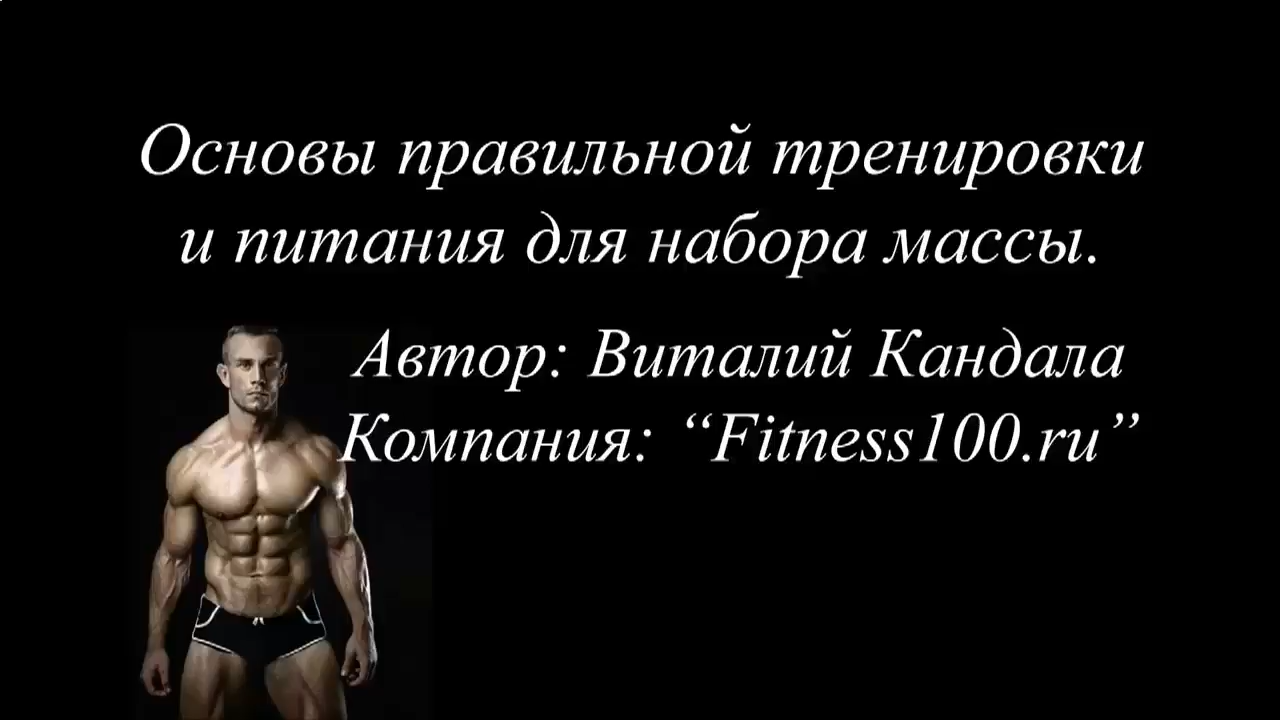 Основы правильной тренировки
и питания для набора массы.
Автор: Виталий Кандала
Компания: “Fitness100.ru”